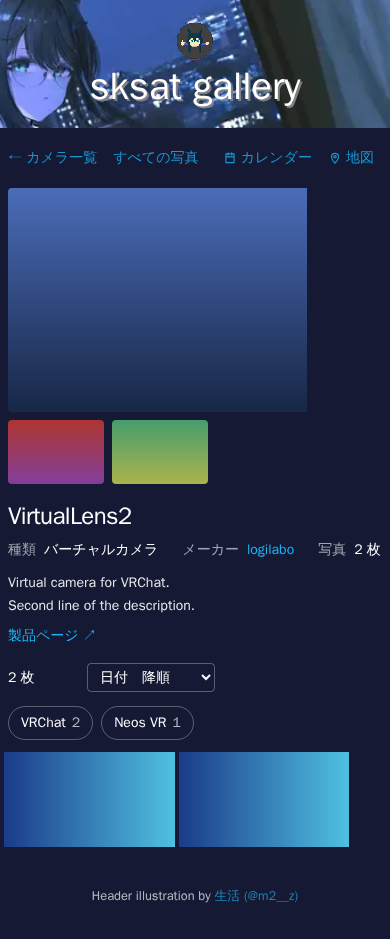 sksat gallery
← カメラ一覧 すべての写真 カレンダー 地図
VirtualLens2
種類 バーチャルカメラ メーカー logilabo 写真 2 枚
Virtual camera for VRChat.
Second line of the description.
製品ページ ↗
2 枚 日付 降順
VRChat 2 Neos VR 1
Header illustration by 生活 (@m2__z)